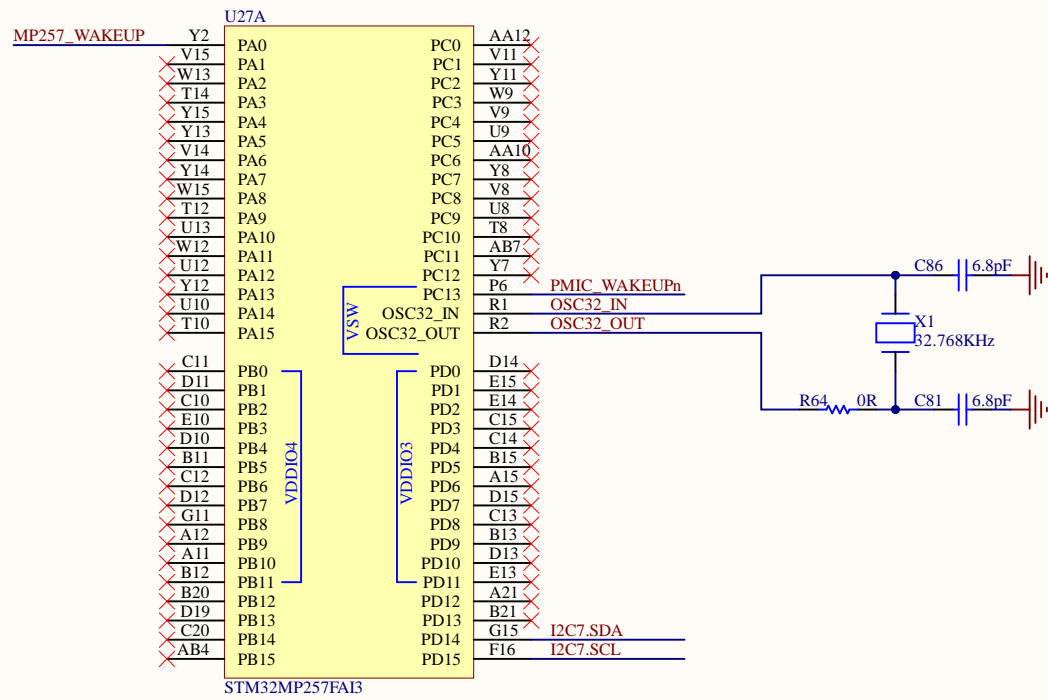 U27A
MP257_WAKEUP Y2 PA0 PC0 AA12
V15 PA1 PC1 V11
W13 PA2 PC2 Y11
T14 PA3 PC3 W9
Y15 PA4 PC4 V9
Y13 PA5 PC5 U9
V14 PA6 PC6 AA10
Y14 PA7 PC7 Y8
W15 PA8 PC8 V8
T12 PA9 PC9 U8
U13 PA10 PC10 T8
W12 PA11 PC11 AB7
U12 PA12 PC12 Y7 C86 6.8pF
Y12 PA13 PC13 P6 PMIC_WAKEUPn
U10 PA14 OSC32_IN R1 OSC32_IN
VSW
X1
T10 PA15 OSC32_OUT R2 OSC32_OUT
32.768KHz
C11 PB0 PD0 D14
D11 PB1 PD1 E15
C10 PB2 PD2 E14 R64 0R C81 6.8pF
E10 PB3 PD3 C15
D10 PB4 PD4 C14
B11 PB5 PD5 B15
VDDIO4 VDDIO3
C12 PB6 PD6 A15
D12 PB7 PD7 D15
G11 PB8 PD8 C13
A12 PB9 PD9 B13
A11 PB10 PD10 D13
B12 PB11 PD11 E13
B20 PB12 PD12 A21
D19 PB13 PD13 B21
C20 PB14 PD14 G15 I2C7.SDA
AB4 PB15 PD15 F16 I2C7.SCL
STM32MP257FAI3